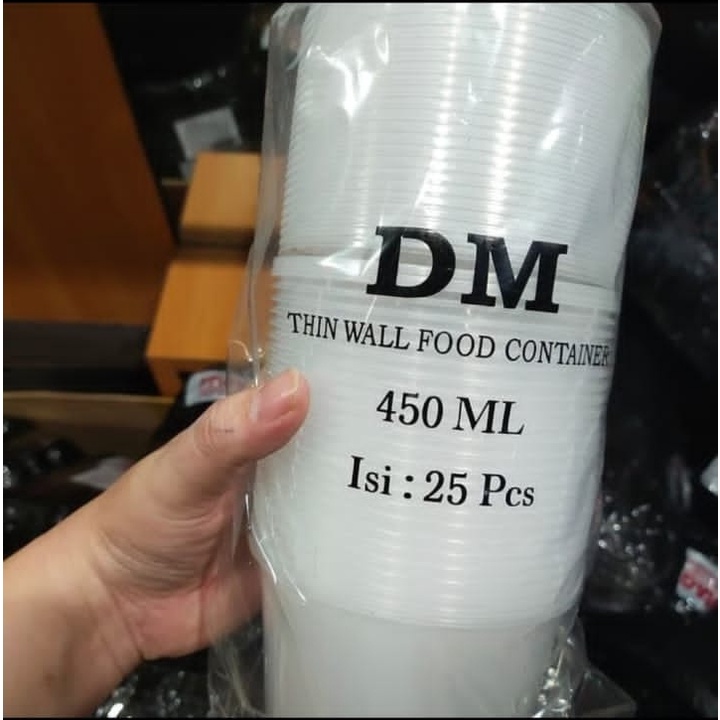 DM
THIN WALL FOOD CONTAINER
450 ML
Isi : 25 Pcs